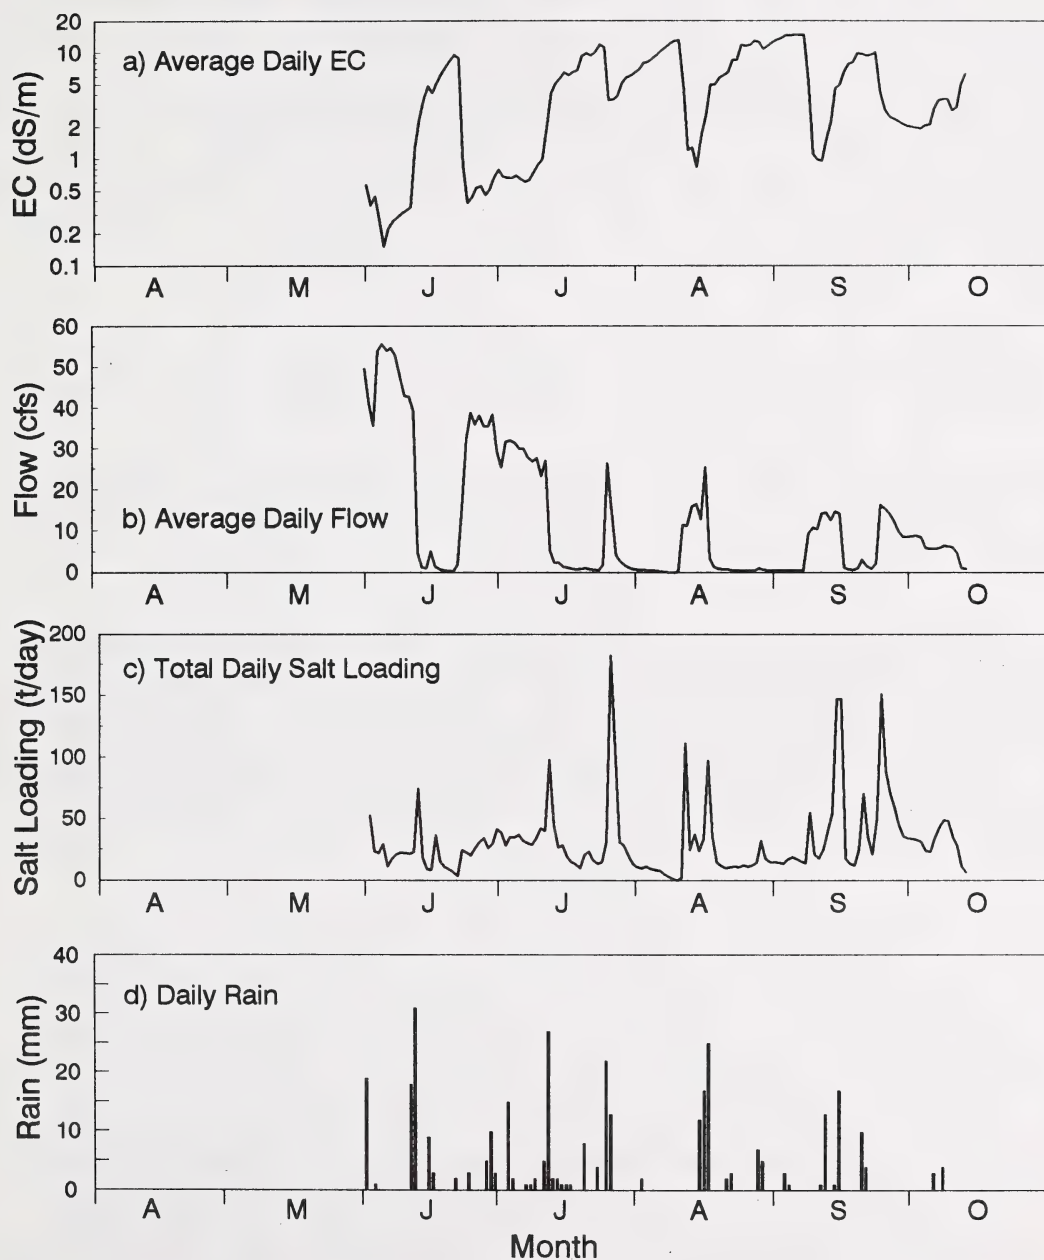 a) Average Daily EC
EC (dS/m)
20
10
5
2
1
0.5
0.2
0.1
A M J J A S O
b) Average Daily Flow
Flow (cfs)
60
50
40
30
20
10
0
A M J J A S O
c) Total Daily Salt Loading
Salt Loading (t/day)
200
150
100
50
0
A M J J A S O
d) Daily Rain
Rain (mm)
40
30
20
10
0
A M J J A S O
Month